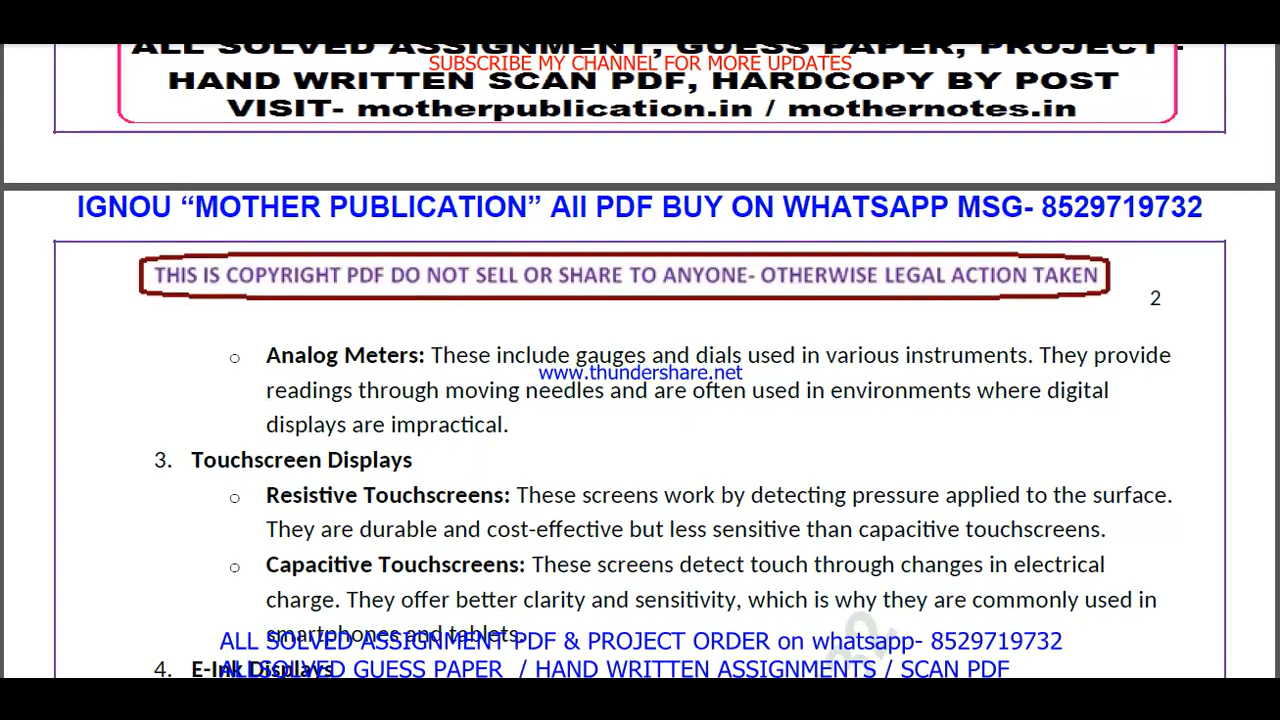 ALL SOLVED ASSIGNMENT, GUESS PAPER, PROJECT -
SUBSCRIBE MY CHANNEL FOR MORE UPDATES
HAND WRITTEN SCAN PDF, HARDCOPY BY POST
VISIT- motherpublication.in / mothernotes.in
IGNOU “MOTHER PUBLICATION” All PDF BUY ON WHATSAPP MSG- 8529719732
THIS IS COPYRIGHT PDF DO NOT SELL OR SHARE TO ANYONE- OTHERWISE LEGAL ACTION TAKEN
2
o Analog Meters: These include gauges and dials used in various instruments. They provide
www.thundershare.net
readings through moving needles and are often used in environments where digital
displays are impractical.
3. Touchscreen Displays
o Resistive Touchscreens: These screens work by detecting pressure applied to the surface.
They are durable and cost-effective but less sensitive than capacitive touchscreens.
o Capacitive Touchscreens: These screens detect touch through changes in electrical
charge. They offer better clarity and sensitivity, which is why they are commonly used in
smartphones and tablets.
ALL SOLVED ASSIGNMENT PDF & PROJECT ORDER on whatsapp- 8529719732
4. E-Ink Displays
ALL SOLVED GUESS PAPER / HAND WRITTEN ASSIGNMENTS / SCAN PDF